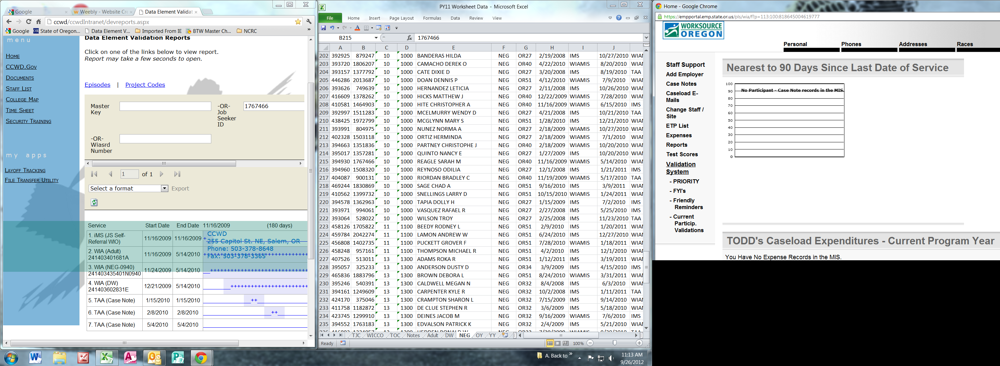 Google
Weebly - Website Cre
Data Element Validat
ccwd/ccwdIntranet/devreports.aspx
Google
OR State of Oregon...
Data Element V...
Imported From IE
BTW Master Ch...
NCRC
»
menu
HOME
CCWD.GOV
DOCUMENTS
STAFF LIST
COLLEGE MAP
TIME SHEET
SECURITY TRAINING
my apps
LAYOFF TRACKING
FILE TRANSFER UTILITY
Data Element Validation Reports
Click on one of the links below to view report.
Report may take a few seconds to open.
Episodes | Project Codes
Master Key
-OR- Job Seeker ID
1767466
-OR- Wiasrd Number
1 of 1
Select a format
Export
Service Start Date End Date 11/16/2009 (180 days)
1. iMS (JS Self-Referral WIO) 11/16/2009 11/16/2009
2. WIA (Adult) 241403401681A 11/16/2009 5/14/2010
3. WIA (NEG-0940) 241403435401N0940 11/24/2009 5/14/2010
4. WIA (DW) 241403602831E 12/21/2009 5/14/2010
5. TAA (Case Note) 1/15/2010 1/15/2010
6. TAA (Case Note) 2/8/2010 2/8/2010
7. TAA (Case Note) 5/4/2010 5/4/2010
CCWD
255 Capitol St. NE, Salem, OR
Phone: 503-378-8648
Fax: 503-378-3365
PY11 Worksheet Data - Microsoft Excel
File Home Insert Page Layout Formulas Data Review View
B215 fx 1767466
A B C D E F G H I J
202 392925 879247 10 1000 BANDERAS HILDA NEG OR27 2/19/2008 IMS 10/27/2010
203 393720 1806207 10 1000 CAMACHO DEREK O NEG OR40 4/22/2010 WIAMIS 8/20/2010
204 393157 1377792 10 1000 CATE DIXIE D NEG OR27 3/20/2008 IMS 8/19/2010 TAA
205 446286 2013687 10 1000 DOAN DENNIS P NEG OR51 4/12/2010 WIAMIS 7/9/2010
206 393626 749639 10 1000 HERNANDEZ LETICIA NEG OR27 2/11/2008 IMS 10/26/2010
207 416609 1378262 10 1000 HICKS MATTHEW J NEG OR40 12/22/2009 WIAMIS 7/28/2010
208 410581 1464903 10 1000 HITE CHRISTOPHER A NEG OR40 11/16/2009 WIAMIS 6/15/2010 IMS
209 392997 1511283 10 1000 MCELMURRY WENDY D NEG OR27 4/21/2008 IMS 10/21/2010 TAA
210 438425 1972799 10 1000 MCGLYNN MARY S NEG OR51 1/28/2010 IMS 12/21/2010
211 393991 804975 10 1000 NUNEZ NORMA A NEG OR27 2/18/2009 WIAMIS 10/27/2010
212 402328 1503118 10 1000 ORTIZ HERMINDA NEG OR27 2/18/2009 WIAMIS 7/1/2010
213 394663 1351836 10 1000 PARTNEY CHRISTOPHE J NEG OR40 2/18/2009 WIAMIS 10/20/2010
214 395017 1357281 10 1000 QUINTO NANCY E NEG OR27 1/27/2009 IMS 10/20/2010
215 394930 1767466 10 1000 REAGLE SARAH M NEG OR40 11/16/2009 WIAMIS 5/14/2010
216 394960 1508320 10 1000 REYNOSO ODILIA NEG OR27 12/1/2008 IMS 1/21/2011 IMS
217 404087 900131 10 1000 RIORDAN BRADLEY C NEG OR40 11/19/2009 WIAMIS 5/17/2010 TAA
218 469244 1830869 10 1000 SAGE CHAD A NEG OR51 9/16/2010 IMS 3/9/2011
219 410562 1399732 10 1000 SNELLINGS LARRY D NEG OR51 10/15/2010 WIAMIS 1/24/2011
220 394578 1362963 10 1000 TAPIA DOLLY H NEG OR27 1/15/2009 IMS 7/2/2010 IMS
221 393971 994061 10 1000 VASQUEZ RAFAEL R NEG OR27 2/27/2008 IMS 5/25/2010 IMS
222 393064 528022 10 1000 WILSON TROY NEG OR27 2/25/2008 IMS 11/23/2010 TAA
223 458126 1705822 11 1100 BEEDY RODNEY L NEG OR51 2/9/2010 IMS 1/20/2011
224 459784 2042274 11 1100 LAMON ANDREW W NEG OR51 6/24/2010 IMS 12/27/2010
225 456808 1402735 11 1100 PUCKETT GROVER F NEG OR51 7/28/2010 WIAMIS 1/18/2011
226 458248 957161 11 1100 THOMPSON MICHAEL R NEG OR51 4/2/2010 IMS 12/1/2010
227 407526 513011 13 1300 ADAMS ROKA R NEG OR51 1/12/2011 IMS 3/19/2011
228 395057 325233 13 1300 ANDERSON DUSTY D NEG OR34 3/9/2009 IMS 4/15/2010 IMS
229 465836 1883796 13 1300 BROWN DEBORA L NEG OR51 8/24/2010 WIAMIS 3/31/2011
230 395246 540391 13 1300 CALDWELL MEGAN N NEG OR32 8/4/2008 IMS 6/3/2010
231 394161 1249609 13 1300 CARPENTER KYLE R NEG OR32 10/2/2008 IMS 1/11/2011 TAA
232 424170 375046 13 1300 CRAMPTON SHARON L NEG OR32 7/15/2009 IMS 9/14/2010
233 411758 1182872 13 1300 DE CLUE STEPHEN R NEG OR32 3/6/2009 IMS 5/18/2010
234 423745 1299910 13 1300 DEINES JACOB M NEG OR32 9/16/2009 WIAMIS 7/6/2010 IMS
235 394552 1763183 13 1300 EDVALSON PATRICK K NEG OR32 2/4/2009 IMS 5/21/2010
TJC WICCO TOC Notes Adult DW NEG OY YY
Ready 100%
Home - Google Chrome
https://empportal.emp.state.or.us/pls/wia/f?p=113:100:818645004619777
WORKSOURCE
OREGON
Personal Phones Addresses Races
Staff Support
Add Employer
Case Notes
Caseload E-
Mails
Change Staff /
Site
ETP List
Expenses
Reports
Test Scores
Validation
System
- PRIORITY
- FYI's
- Friendly
Reminders
- Current
Particip.
Validations
Nearest to 90 Days Since Last Date of Service
100
90
80
70
60
50
40
30
20
10
0
No Participant - Case Note records in the MIS.
TODD's Caseload Expenditures - Current Program Year
You Have No Expense Records in the MIS.
A. Back to »
11:13 AM
9/26/2012